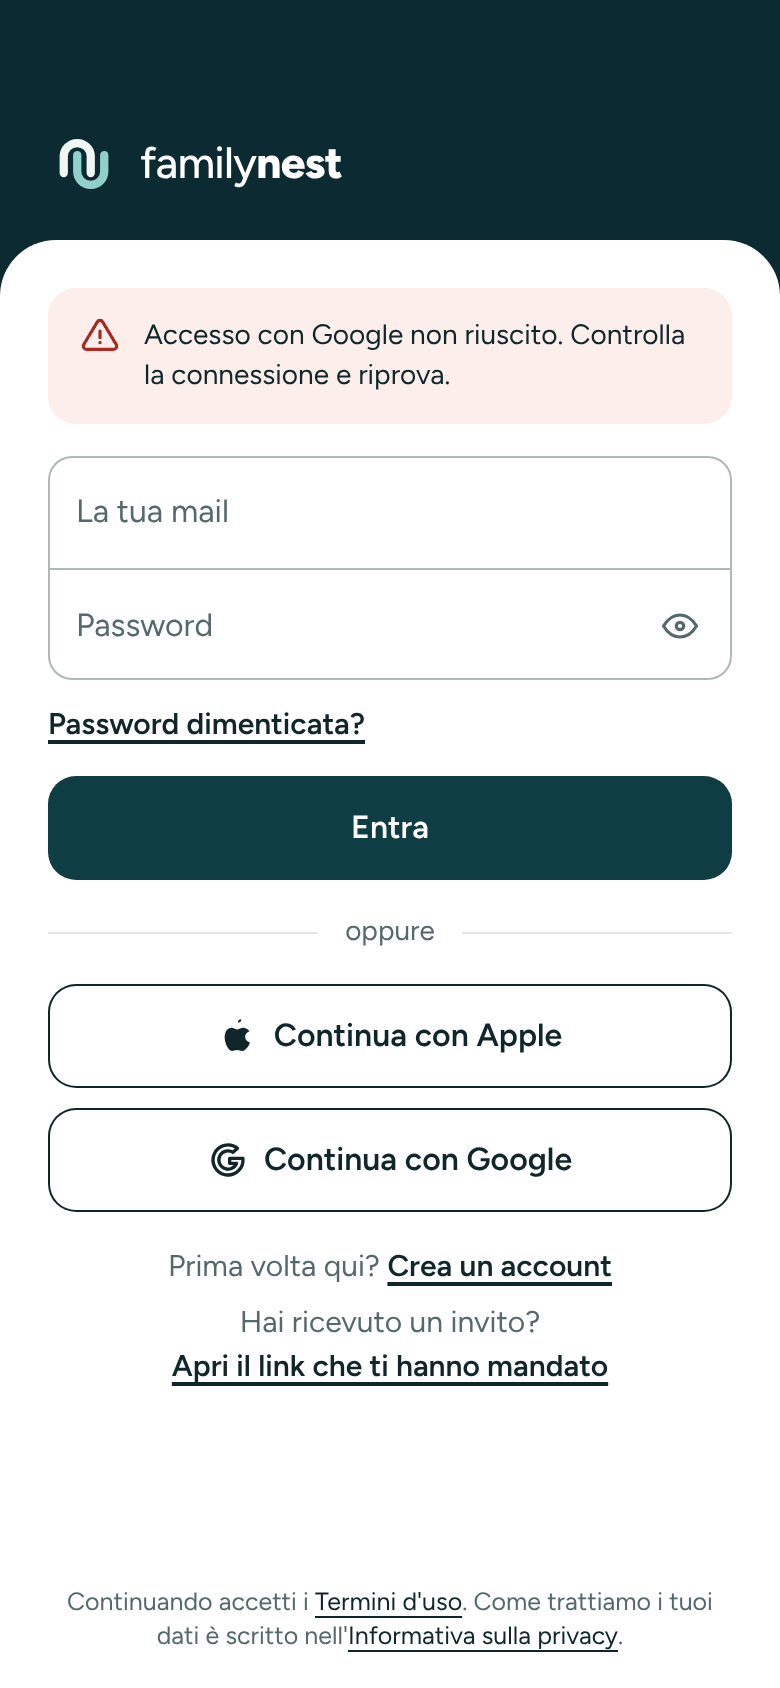 familynest
Accesso con Google non riuscito. Controlla
la connessione e riprova.
La tua mail
Password
Password dimenticata?
Entra
oppure
Continua con Apple
Continua con Google
Prima volta qui? Crea un account
Hai ricevuto un invito?
Apri il link che ti hanno mandato
Continuando accetti i Termini d'uso. Come trattiamo i tuoi
dati è scritto nell'Informativa sulla privacy.